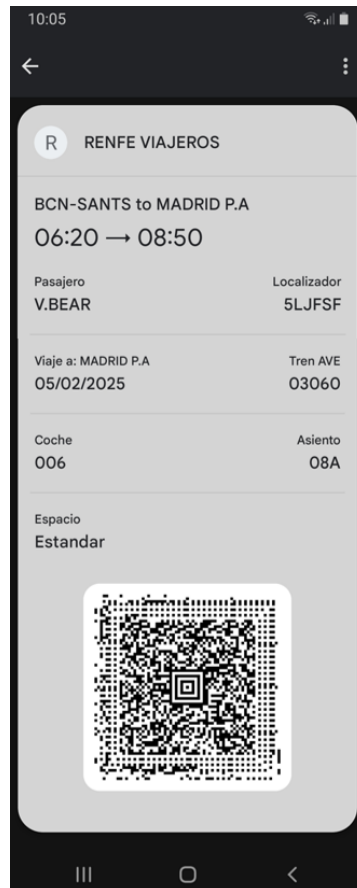 10:05
R RENFE VIAJEROS
BCN-SANTS to MADRID P.A
06:20 → 08:50
Pasajero Localizador
V.BEAR 5LJFSF
Viaje a: MADRID P.A Tren AVE
05/02/2025 03060
Coche Asiento
006 08A
Espacio
Estandar